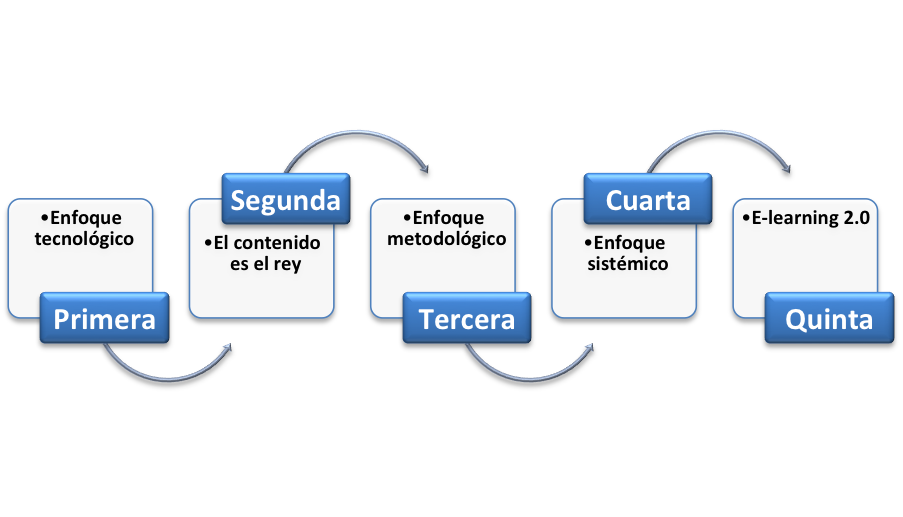 •Enfoque
tecnológico
Primera
Segunda
•El contenido
es el rey
•Enfoque
metodológico
Tercera
Cuarta
•Enfoque
sistémico
•E-learning 2.0
Quinta